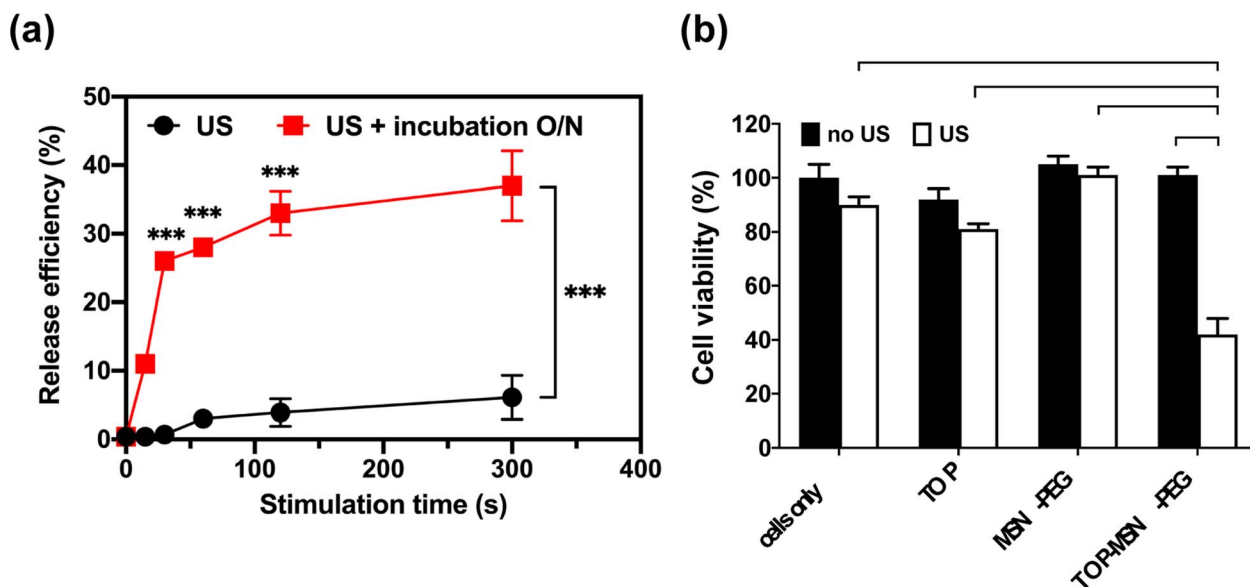 (a)
US
US + incubation O/N
Release efficiency (%)
50
40
30
20
10
0
***
***
***
***
0
100
200
300
400
Stimulation time (s)
(b)
no US
US
Cell viability (%)
120
100
80
60
40
20
0
cells only
TOP
MSN -PEG
TOP-MSN -PEG